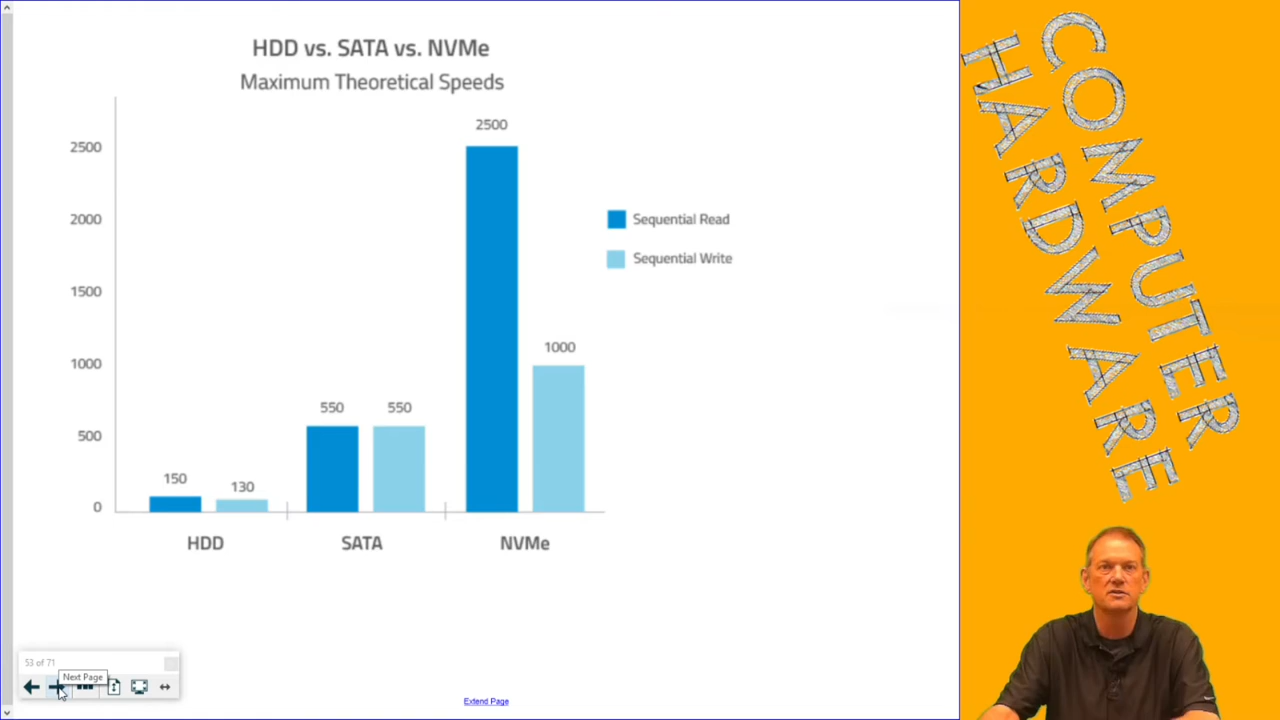 HDD vs. SATA vs. NVMe
Maximum Theoretical Speeds
2500
2500
2000
Sequential Read
Sequential Write
1500
1000
1000
550
550
500
150
130
0
HDD
SATA
NVMe
53 of 71
Next Page
Extend Page
COMPUTER
HARDWARE